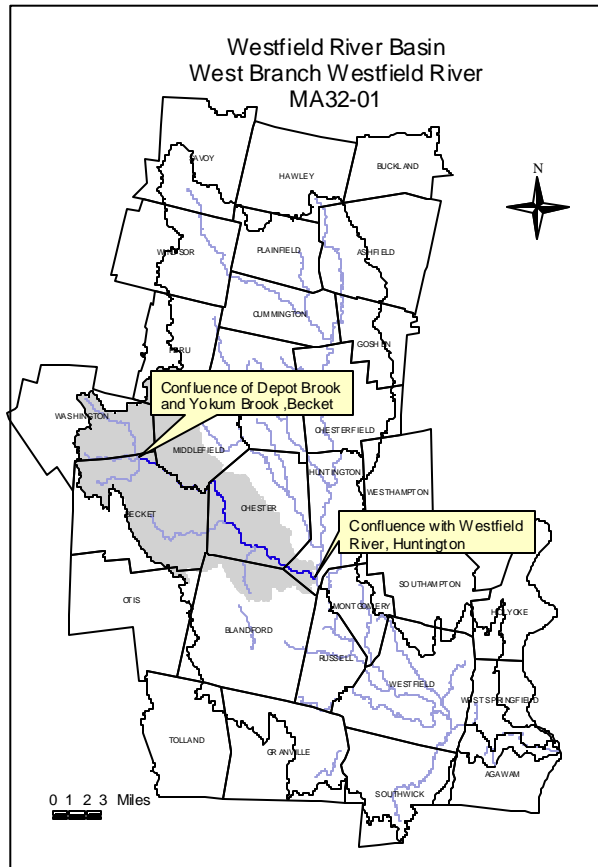 Westfield River Basin
West Branch Westfield River
MA32-01
SAVOY
HAWLEY
BUCKLAND
N
WINDSOR
PLAINFIELD
ASHFIELD
CUMMINGTON
GOSHEN
PERU
Confluence of Depot Brook
and Yokum Brook ,Becket
WASHINGTON
CHESTERFIELD
MIDDLEFIELD
HUNTINGTON
WESTHAMPTON
CHESTER
BECKET
Confluence with Westfield
River, Huntington
SOUTHAMPTON
OTIS
MONTGOMERY
HOLYOKE
BLANDFORD
RUSSELL
WESTFIELD
WEST SPRINGFIELD
TOLLAND
GRANVILLE
AGAWAM
SOUTHWICK
0 1 2 3 Miles